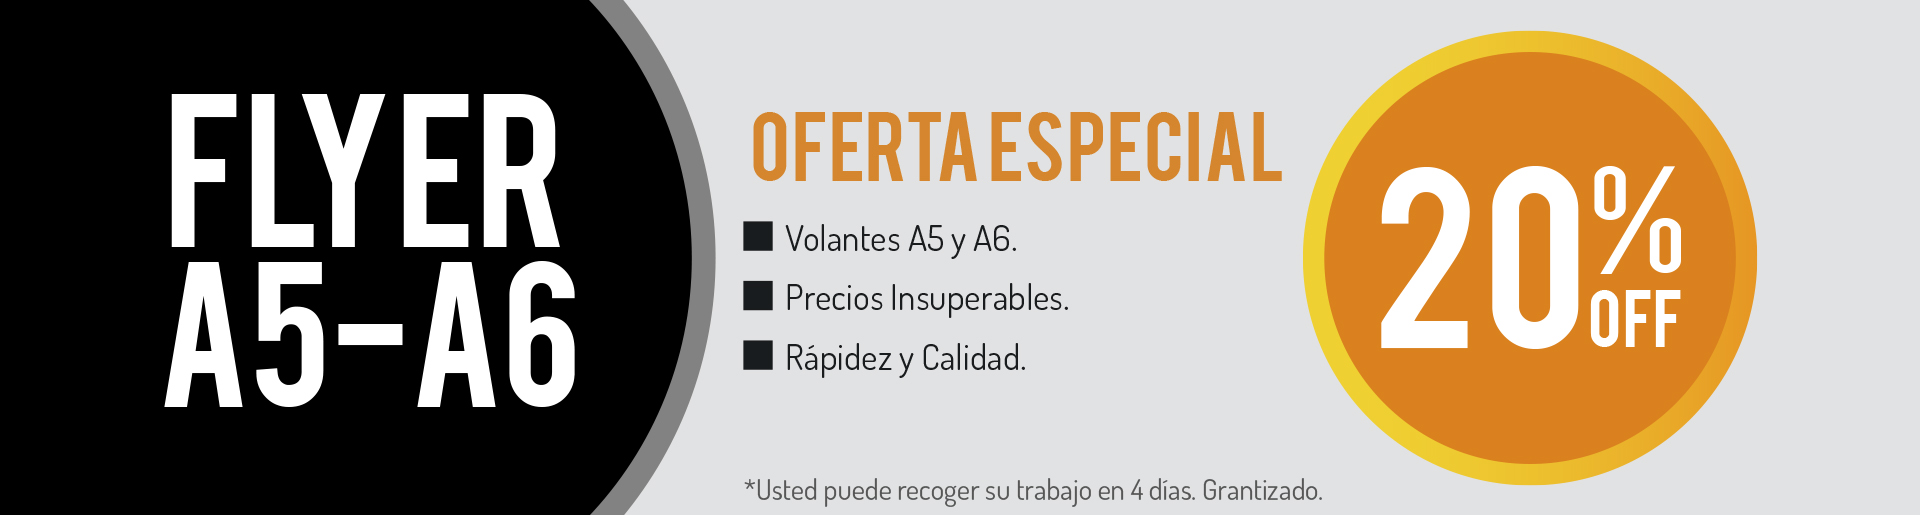 FLYER
A5-A6
OFERTA ESPECIAL
Volantes A5 y A6.
Precios Insuperables.
Rápidez y Calidad.
*Usted puede recoger su trabajo en 4 días. Grantizado.
20%
OFF